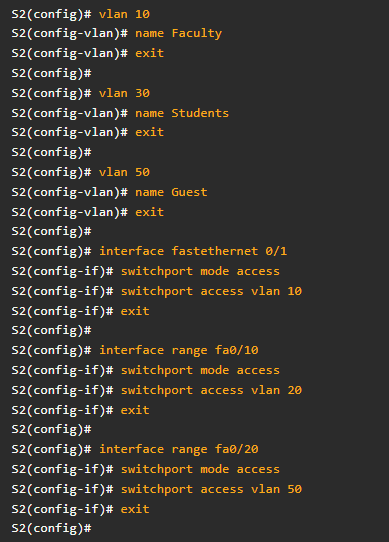 S2(config)# vlan 10
S2(config-vlan)# name Faculty
S2(config-vlan)# exit
S2(config)#
S2(config)# vlan 30
S2(config-vlan)# name Students
S2(config-vlan)# exit
S2(config)#
S2(config)# vlan 50
S2(config-vlan)# name Guest
S2(config-vlan)# exit
S2(config)#
S2(config)# interface fastethernet 0/1
S2(config-if)# switchport mode access
S2(config-if)# switchport access vlan 10
S2(config-if)# exit
S2(config)#
S2(config)# interface range fa0/10
S2(config-if)# switchport mode access
S2(config-if)# switchport access vlan 20
S2(config-if)# exit
S2(config)#
S2(config)# interface range fa0/20
S2(config-if)# switchport mode access
S2(config-if)# switchport access vlan 50
S2(config-if)# exit
S2(config)#